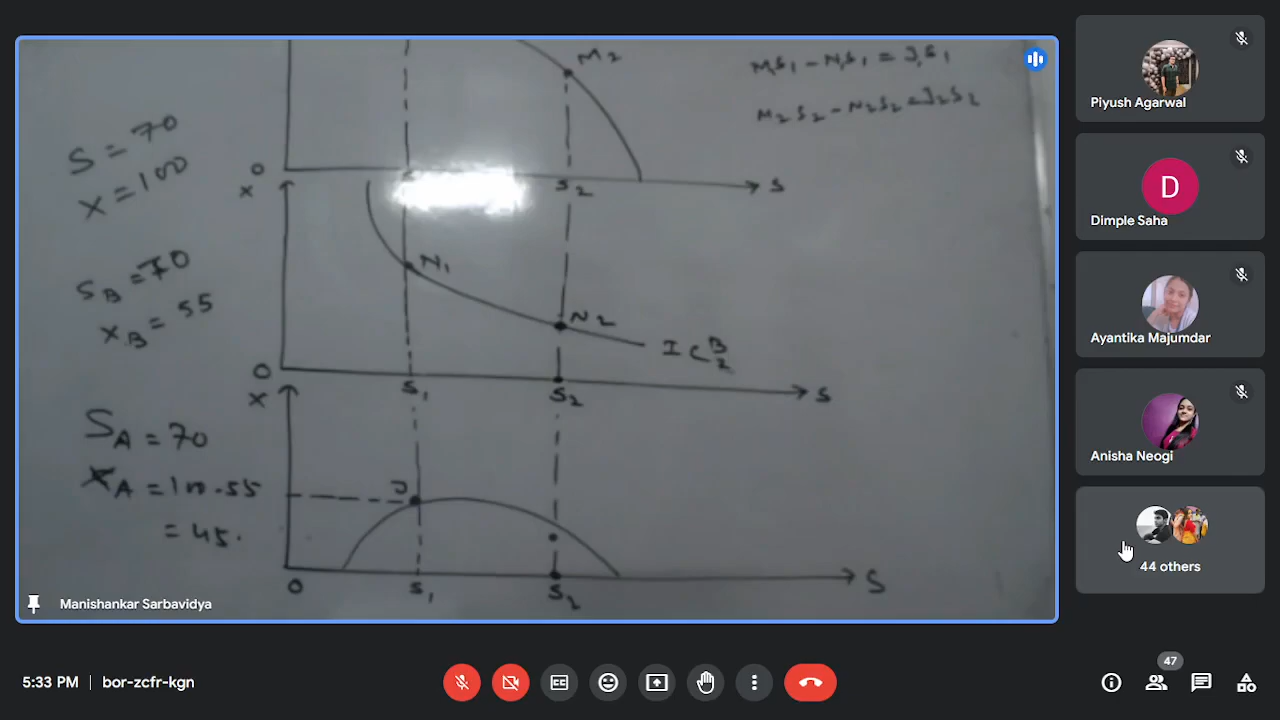 M2
M1S1 - N1S1 = J1S1
M2S2 - N2S2 = J2S2
S = 70
X = 100
O
S2
S
X
SB = 70
XB = 55
N1
N2
ICB2
O
S1
S2
S
X
SA = 70
XA = 100-55
= 45.
J
O
S1
S2
S
Manishankar Sarbavidya
Piyush Agarwal
D
Dimple Saha
Ayantika Majumdar
Anisha Neogi
44 others
5:33 PM | bor-zcfr-kgn
CC
47